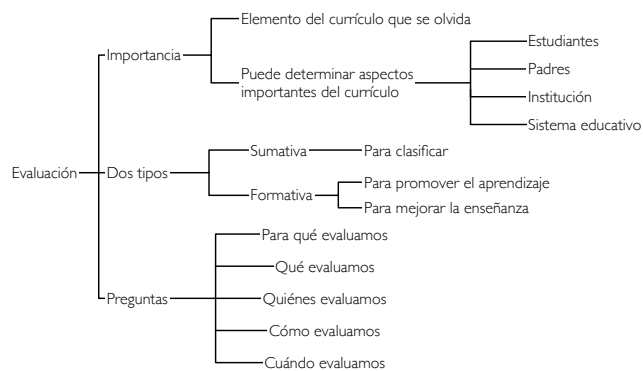 Elemento del currículo que se olvida
Importancia
Puede determinar aspectos
importantes del currículo
Estudiantes
Padres
Institución
Sistema educativo
Evaluación
Dos tipos
Sumativa
Para clasificar
Formativa
Para promover el aprendizaje
Para mejorar la enseñanza
Preguntas
Para qué evaluamos
Qué evaluamos
Quiénes evaluamos
Cómo evaluamos
Cuándo evaluamos